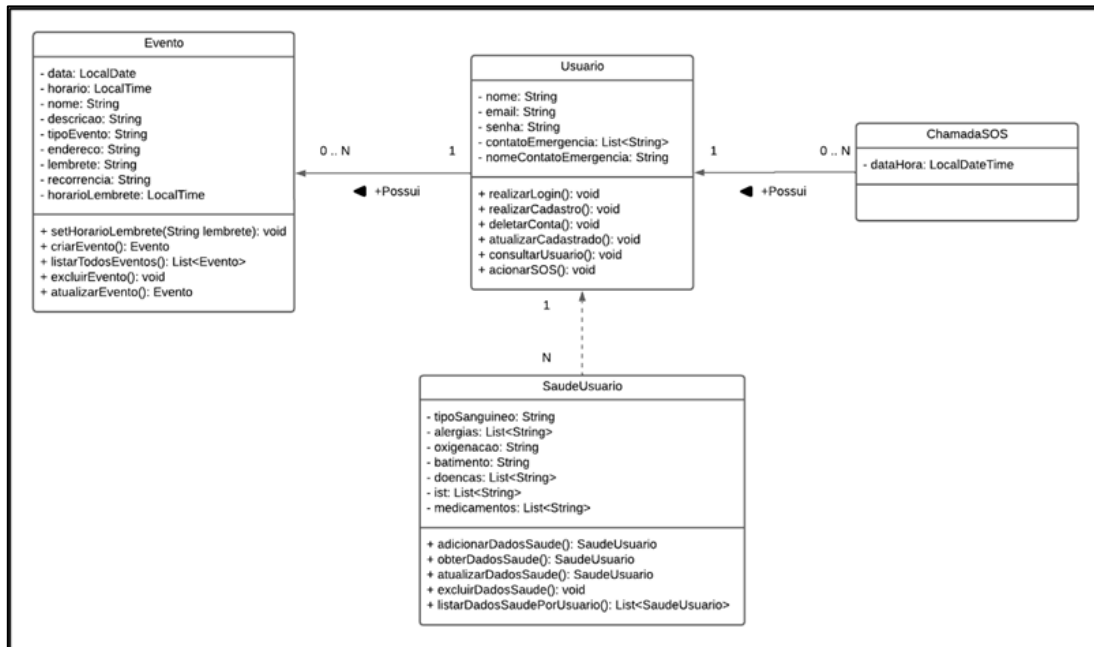 Evento
- data: LocalDate
- horario: LocalTime
- nome: String
- descricao: String
- tipoEvento: String
- endereco: String
- lembrete: String
- recorrencia: String
- horarioLembrete: LocalTime
+ setHorarioLembrete(String lembrete): void
+ criarEvento(): Evento
+ listarTodosEventos(): List<Evento>
+ excluirEvento(): void
+ atualizarEvento(): Evento
0 .. N
1
+Possui
Usuario
- nome: String
- email: String
- senha: String
- contatoEmergencia: List<String>
- nomeContatoEmergencia: String
+ realizarLogin(): void
+ realizarCadastro(): void
+ deletarConta(): void
+ atualizarCadastrado(): void
+ consultarUsuario(): void
+ acionarSOS(): void
1
0 .. N
+Possui
ChamadaSOS
- dataHora: LocalDateTime
1
N
SaudeUsuario
- tipoSanguineo: String
- alergias: List<String>
- oxigenacao: String
- batimento: String
- doencas: List<String>
- ist: List<String>
- medicamentos: List<String>
+ adicionarDadosSaude(): SaudeUsuario
+ obterDadosSaude(): SaudeUsuario
+ atualizarDadosSaude(): SaudeUsuario
+ excluirDadosSaude(): void
+ listarDadosSaudePorUsuario(): List<SaudeUsuario>